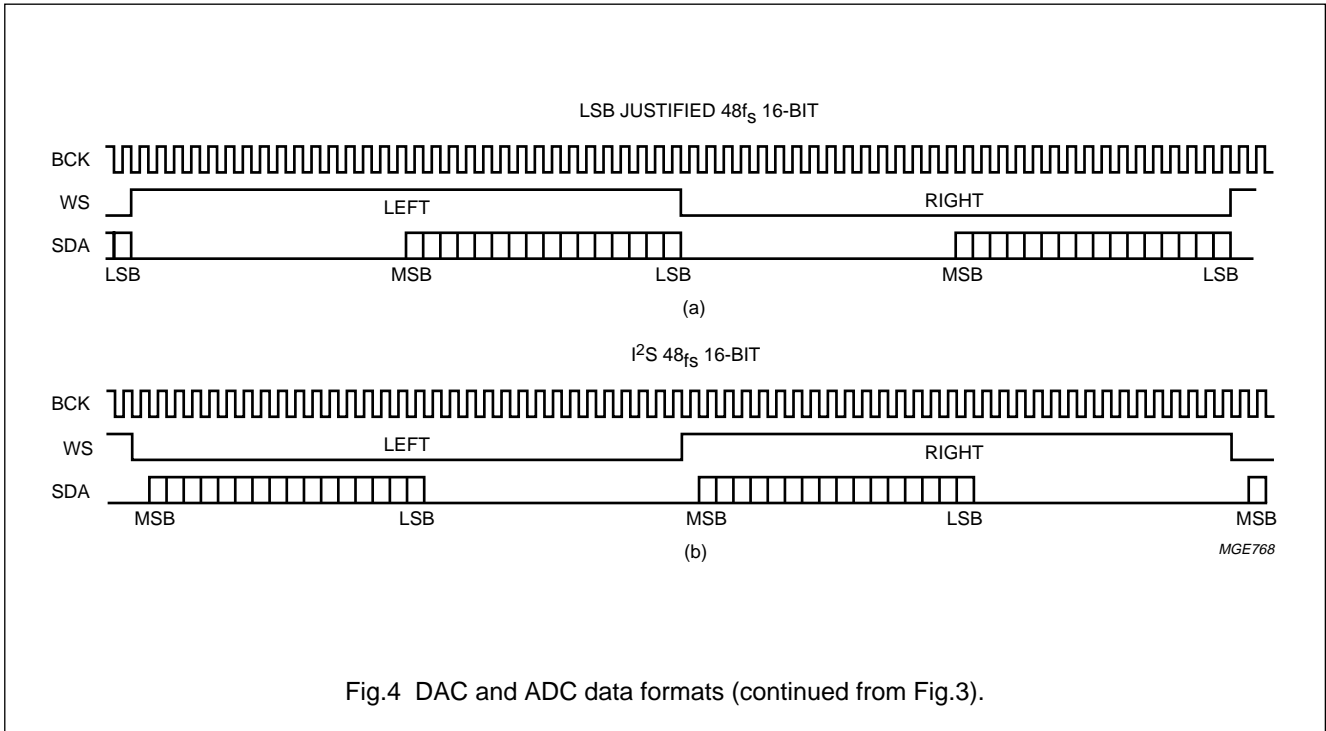 LSB JUSTIFIED 48fs 16-BIT
BCK
WS
LEFT
RIGHT
SDA
LSB
MSB
LSB
MSB
LSB
(a)
I2S 48fs 16-BIT
BCK
WS
LEFT
RIGHT
SDA
MSB
LSB
MSB
LSB
MSB
(b)
MGE768
Fig.4 DAC and ADC data formats (continued from Fig.3).